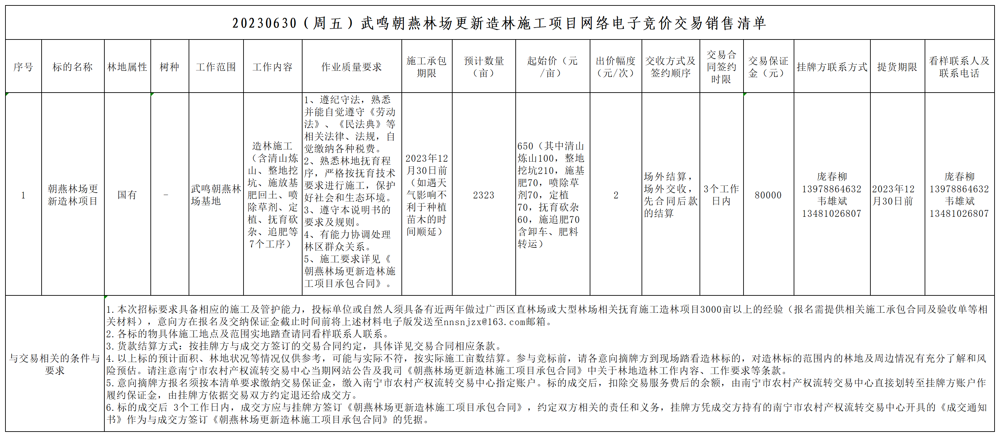 20230630（周五）武鸣朝燕林场更新造林施工项目网络电子竞价交易销售清单
序号
标的名称
林地属性
树种
工作范围
工作内容
作业质量要求
施工承包
期限
预计数量
（亩）
起始价（元
/亩）
出价幅度
（元/次）
交收方式及
签约顺序
交易合
同签约
时限
交易保证
金（元）
挂牌方联系方式
提货期限
看样联系人及
联系电话
1
朝燕林场更
新造林项目
国有
-
武鸣朝燕林
场基地
造林施工
（含清山炼
山、整地挖
坑、施放基
肥回土、喷
除草剂、定
植、抚育砍
杂、追肥等
7个工序）
1、遵纪守法，熟悉
并能自觉遵守《劳动
法》、《民法典》等
相关法律、法规，自
觉缴纳各种税费。
2、熟悉林地抚育程
序，严格按抚育技术
要求进行施工，保护
好社会和生态环境。
3、遵守本说明书的
要求及规则。
4、有能力协调处理
林区群众关系。
5、施工要求详见《
朝燕林场更新造林施
工项目承包合同》。
2023年12
月30日前
（如遇天
气影响不
利于种植
苗木的时
间顺延）
2323
650（其中清山
炼山100，整地
挖坑210，施基
肥70，喷除草
剂70，定植
70，抚育砍杂
60，施追肥70
含卸车、肥料
转运）
2
场外结算，
场外交收，
先合同后款
的结算
3个工作
日内
80000
庞春柳
13978864632
韦雄斌
13481026807
2023年12
月30日前
庞春柳
13978864632
韦雄斌
13481026807
与交易相关的条件与
要求
1.本次招标要求具备相应的施工及管护能力，投标单位或自然人须具备有近两年做过广西区直林场或大型林场相关抚育施工造林项目3000亩以上的经验（报名需提供相关施工承包合同及验收单等相
关材料），意向方在报名及交纳保证金截止时间前将上述材料电子版发送至nnsnjzx@163.com邮箱。
2.各标的物具体施工地点及范围实地踏查请同看样联系人联系。
3.货款结算方式：按挂牌方与成交方签订的交易合同约定，具体详见交易合同相应条款。
4.以上标的预计面积、林地状况等情况仅供参考，可能与实际不符，按实际施工亩数结算。参与竞标前，请各意向摘牌方到现场踏看造林标的，对造林标的范围内的林地及周边情况有充分了解和风
险预估。请注意南宁市农村产权流转交易中心当期网站公告及我司《朝燕林场更新造林施工项目承包合同》中关于林地造林工作内容、工作要求等条款。
5.意向摘牌方报名须按本清单要求缴纳交易保证金，缴入南宁市农村产权流转交易中心指定账户。标的成交后，扣除交易服务费后的余额，由南宁市农村产权流转交易中心直接划转至挂牌方账户作
履约保证金，由挂牌方依据交易双方约定退还给成交方。
6.标的成交后 3个工作日内，成交方应与挂牌方签订《朝燕林场更新造林施工项目承包合同》，约定双方相关的责任和义务，挂牌方凭成交方持有的南宁市农村产权流转交易中心开具的《成交通知
书》作为与成交方签订《朝燕林场更新造林施工项目承包合同》的凭据。